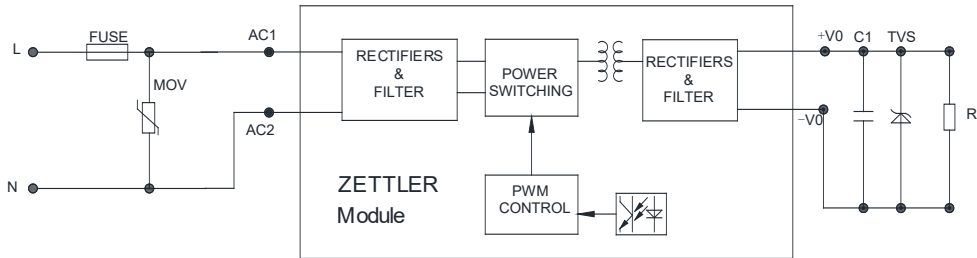 FUSE
L
AC1
MOV
AC2
N
RECTIFIERS
&
FILTER
POWER
SWITCHING
RECTIFIERS
&
FILTER
PWM
CONTROL
ZETTLER
Module
+V0
C1
TVS
−V0
R